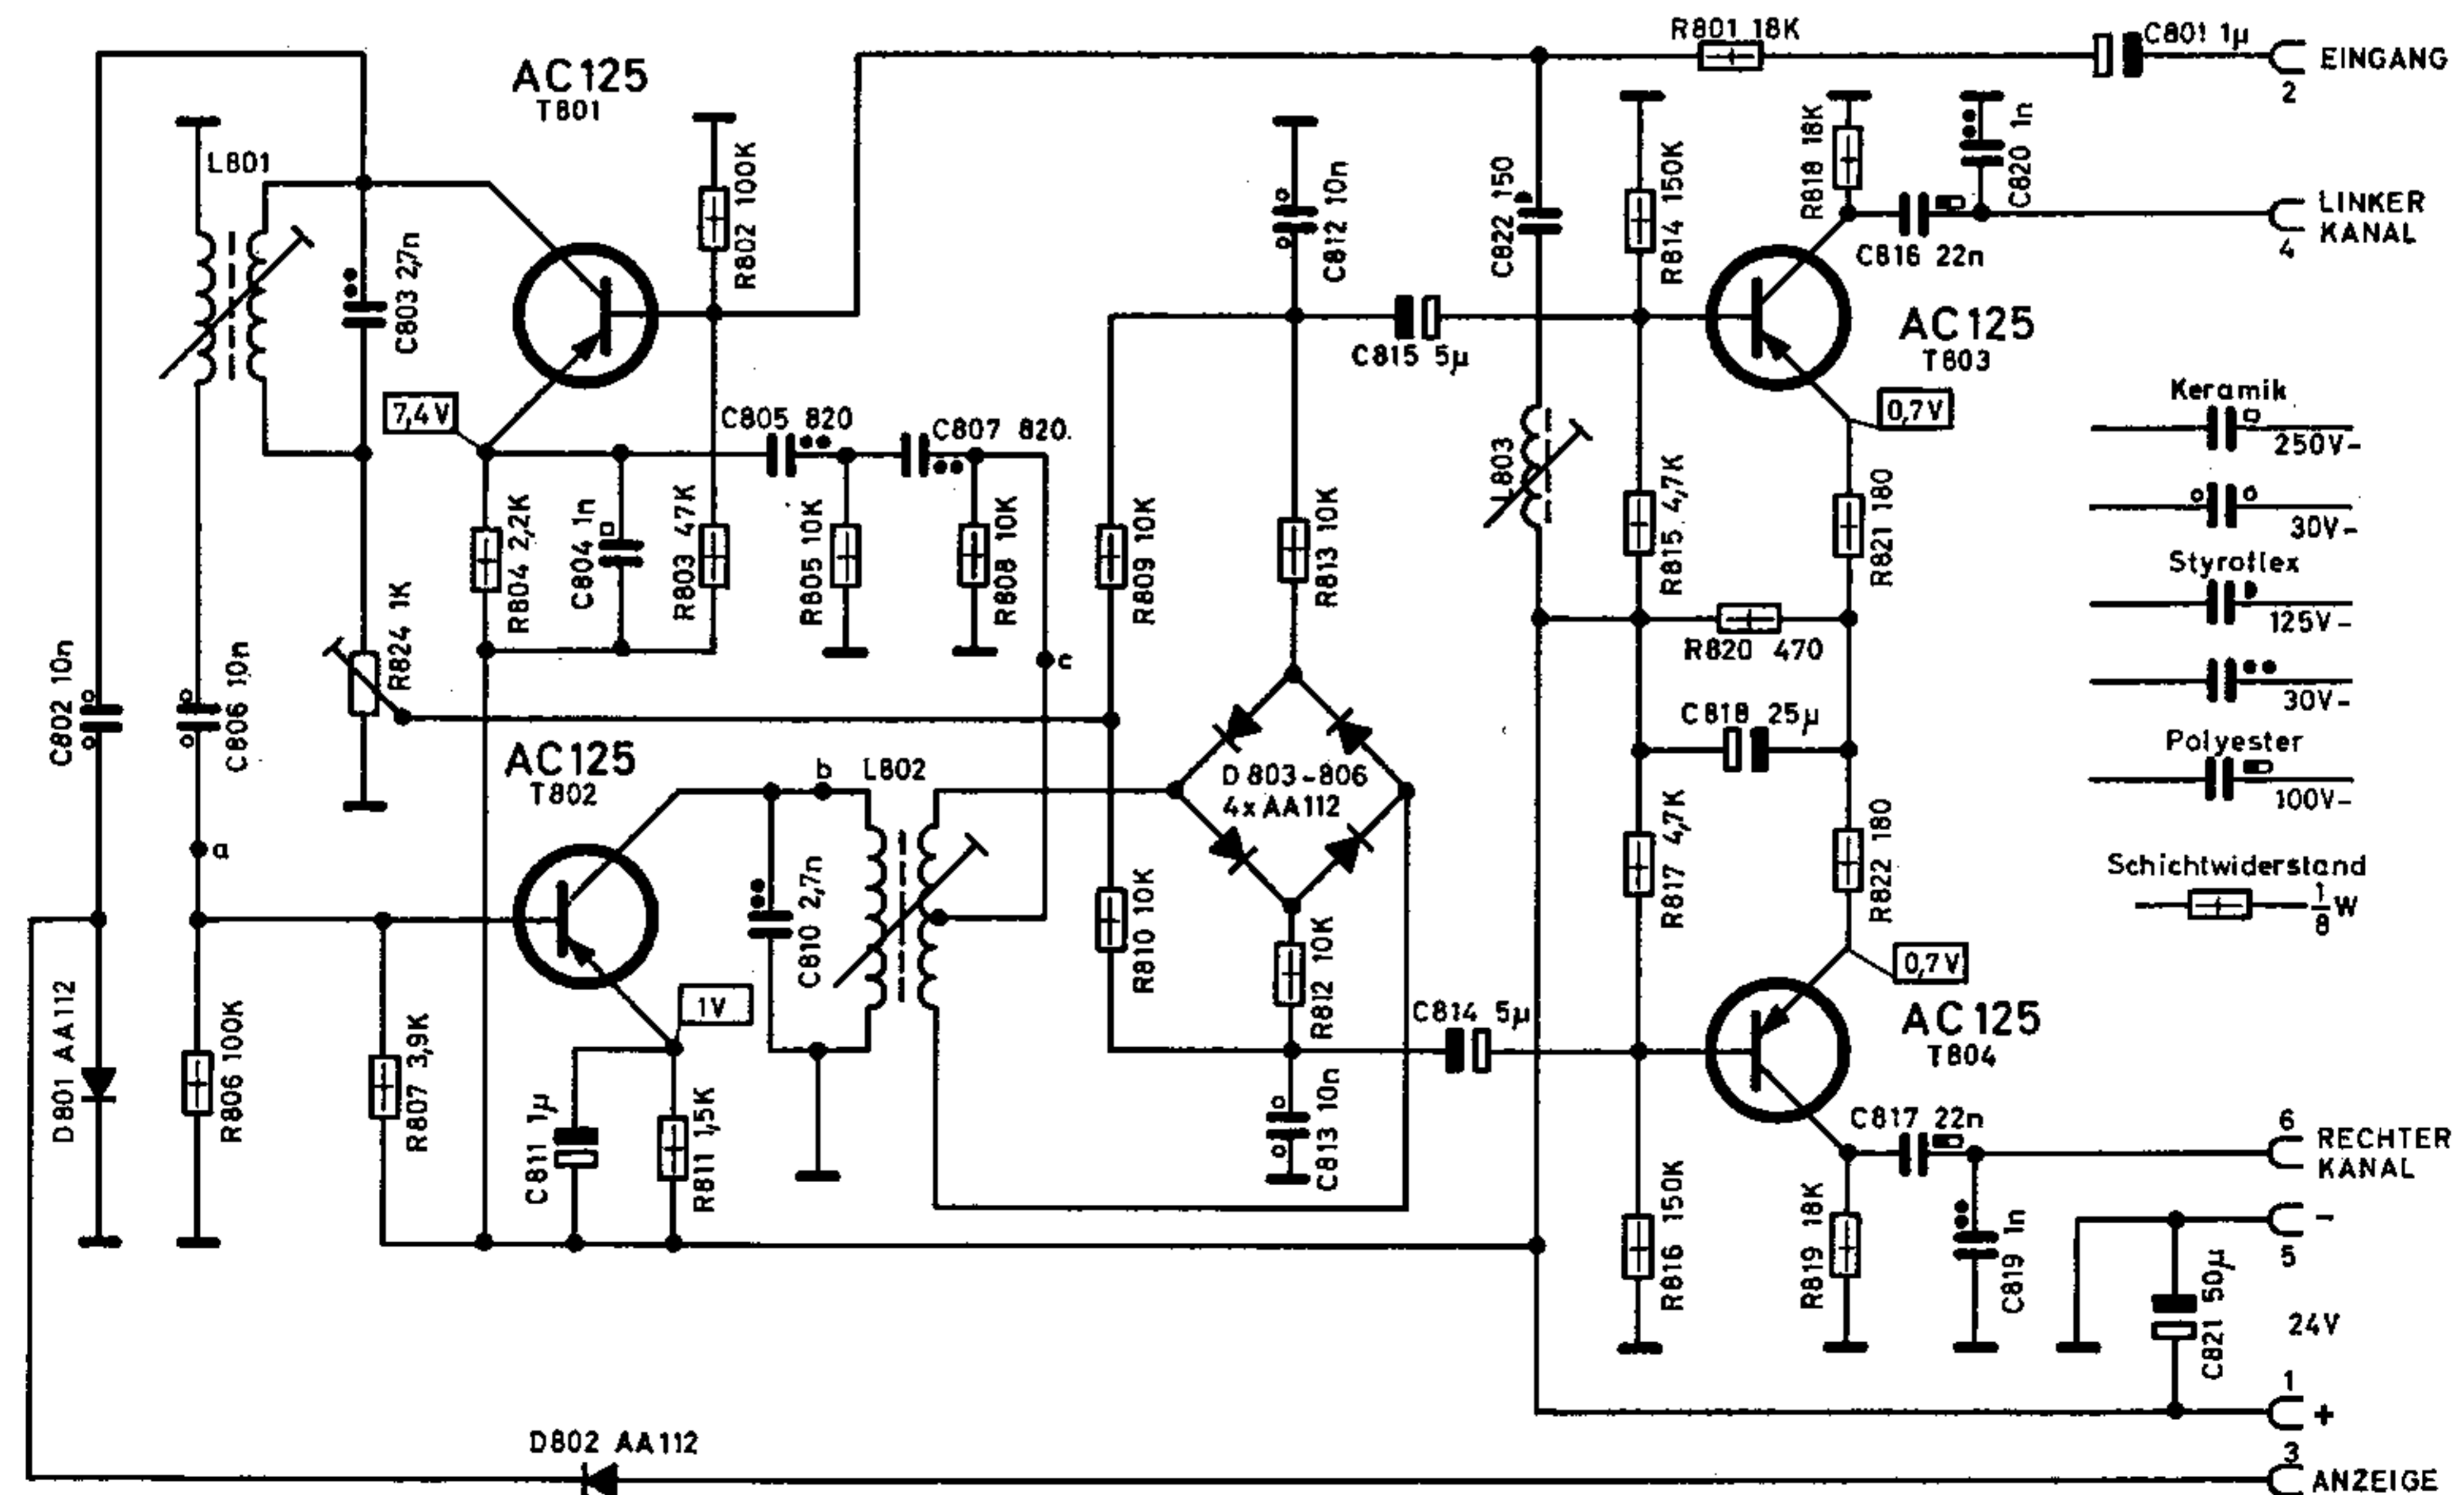 R801 18K
C801 1µ
EINGANG
2
AC125
T801
L801
R802 100K
C803 2,7n
C812 10n
C822 150
R814 150K
R818 18K
C820 1n
LINKER
KANAL
4
C816 22n
AC125
T803
C815 5µ
7,4V
0,7V
C805 820
C807 820.
L803
Keramik
250V-
30V-
Styroflex
125V-
30V-
Polyester
100V-
Schichtwiderstand
1/8 W
R804 2,2K
C804 1n
R803 47K
R805 10K
R808 10K
R809 10K
R813 10K
R815 4,7K
R821 180
R820 470
R824 1K
c
C802 10n
C806 10n
C818 25µ
AC125
T802
b
L802
D803-806
4xAA112
a
C810 2,7n
R810 10K
R812 10K
R817 4,7K
R822 180
0,7V
1V
C814 5µ
AC125
T804
D801 AA112
R806 100K
R807 3,9K
C811 1µ
R811 1,5K
C813 10n
C817 22n
6
RECHTER
KANAL
R816 150K
R819 18K
C819 1n
-
5
C821 50µ
24V
1
+
D802 AA112
3
ANZEIGE